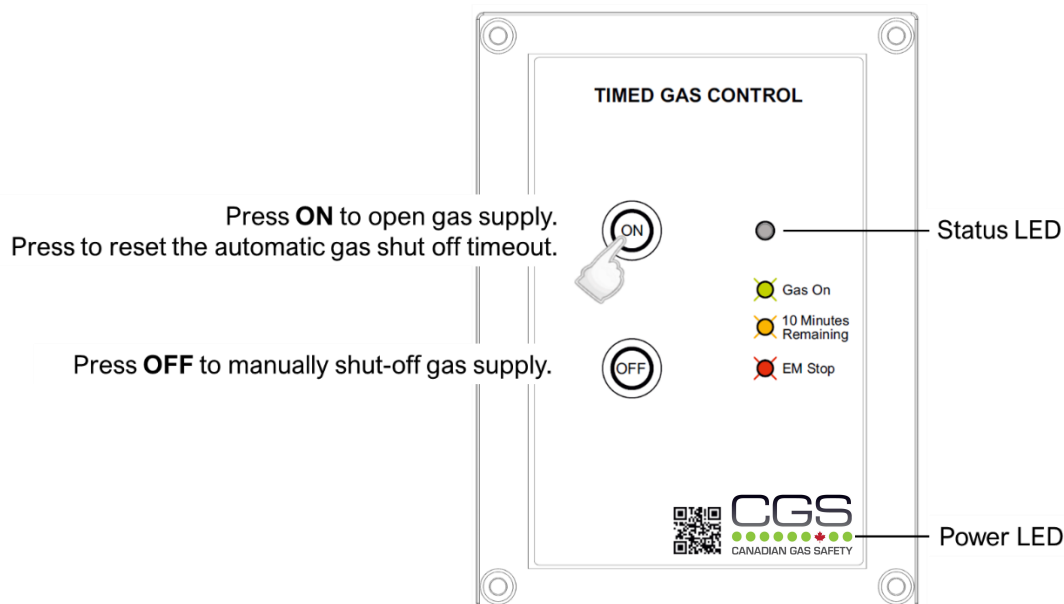 TIMED GAS CONTROL
Press ON to open gas supply.
Press to reset the automatic gas shut off timeout.
ON
Status LED
Gas On
10 Minutes
Remaining
Press OFF to manually shut-off gas supply.
OFF
EM Stop
CGS
CANADIAN GAS SAFETY
Power LED